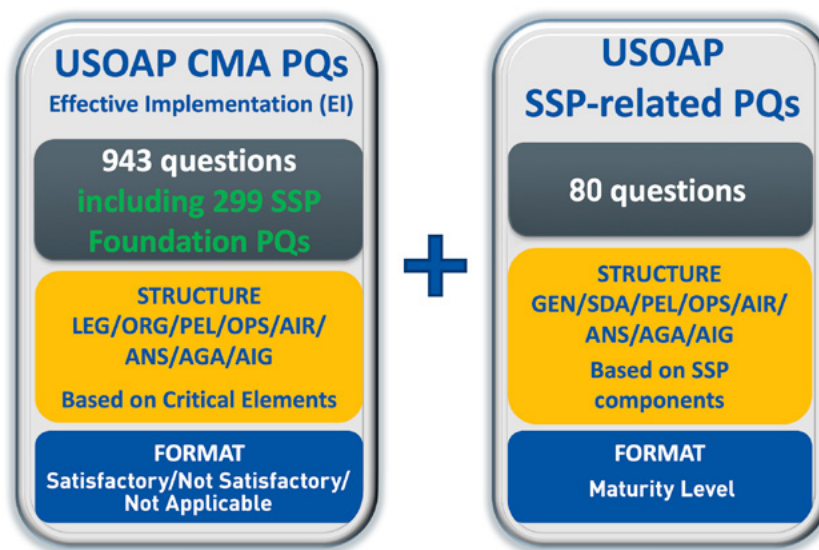 USOAP CMA PQs
Effective Implementation (EI)
943 questions
including 299 SSP
Foundation PQs
STRUCTURE
LEG/ORG/PEL/OPS/AIR/
ANS/AGA/AIG
Based on Critical Elements
FORMAT
Satisfactory/Not Satisfactory/
Not Applicable
+
USOAP
SSP-related PQs
80 questions
STRUCTURE
GEN/SDA/PEL/OPS/AIR/
ANS/AGA/AIG
Based on SSP
components
FORMAT
Maturity Level